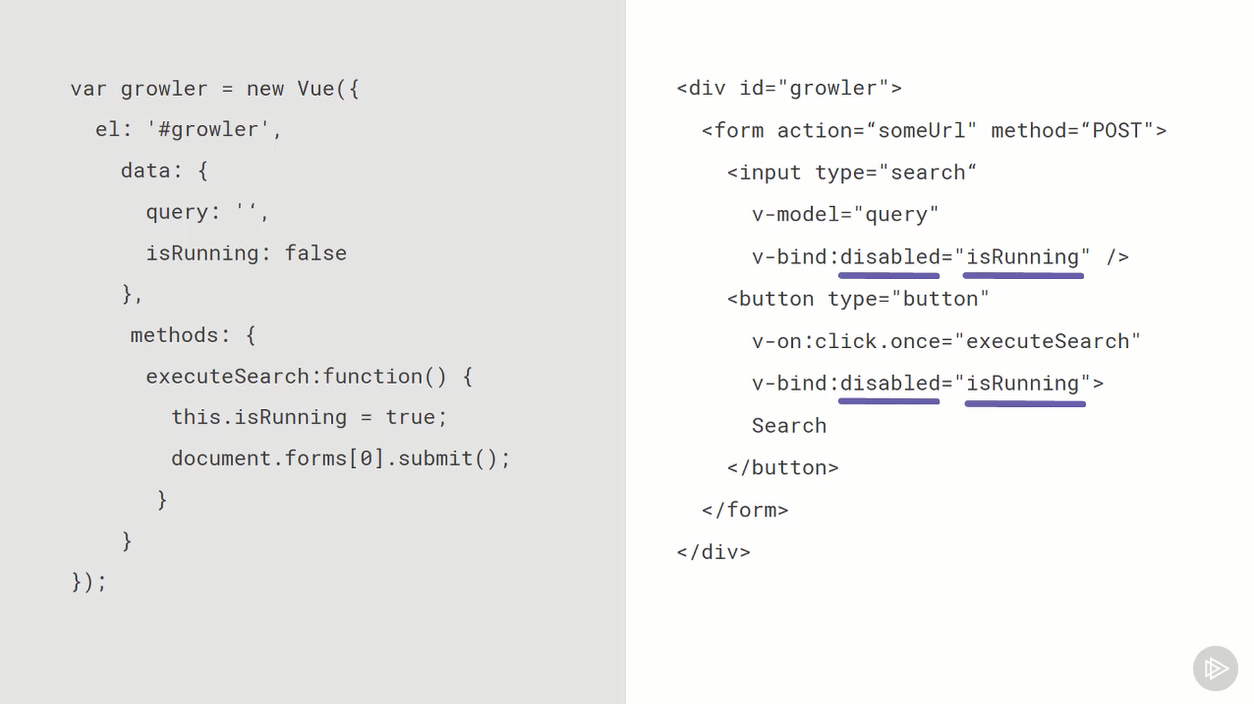 var growler = new Vue({
el: '#growler',
data: {
query: '‘,
isRunning: false
},
methods: {
executeSearch:function() {
this.isRunning = true;
document.forms[0].submit();
}
}
});
<div id="growler">
<form action=“someUrl" method=“POST">
<input type="search“
v-model="query"
v-bind:disabled="isRunning" />
<button type="button"
v-on:click.once="executeSearch"
v-bind:disabled="isRunning">
Search
</button>
</form>
</div>